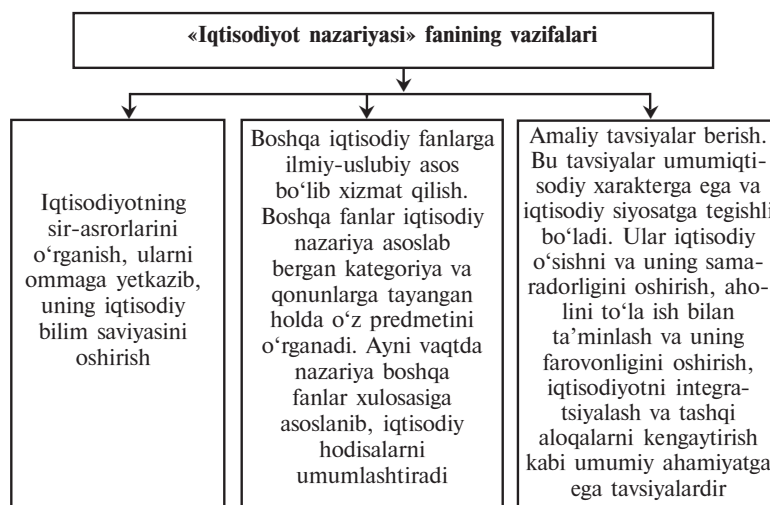 «Iqtisodiyot nazariyasi» fanining vazifalari
Iqtisodiyotning
sir-asrorlarini
o‘rganish, ularni
ommaga yetkazib,
uning iqtisodiy
bilim saviyasini
oshirish
Boshqa iqtisodiy fanlarga
ilmiy-uslubiy asos
bo‘lib xizmat qilish.
Boshqa fanlar iqtisodiy
nazariya asoslab
bergan kategoriya va
qonunlarga tayangan
holda o‘z predmetini
o‘rganadi. Ayni vaqtda
nazariya boshqa
fanlar xulosasiga
asoslanib, iqtisodiy
hodisalarni
umumlashtiradi
Amaliy tavsiyalar berish.
Bu tavsiyalar umumiqti-
sodiy xarakterga ega va
iqtisodiy siyosatga tegishli
bo‘ladi. Ular iqtisodiy
o‘sishni va uning sama-
radorligini oshirish, aho-
lini to‘la ish bilan
ta’minlash va uning
farovonligini oshirish,
iqtisodiyotni integra-
tsiyalash va tashqi
aloqalarni kengaytirish
kabi umumiy ahamiyatga
ega tavsiyalardir